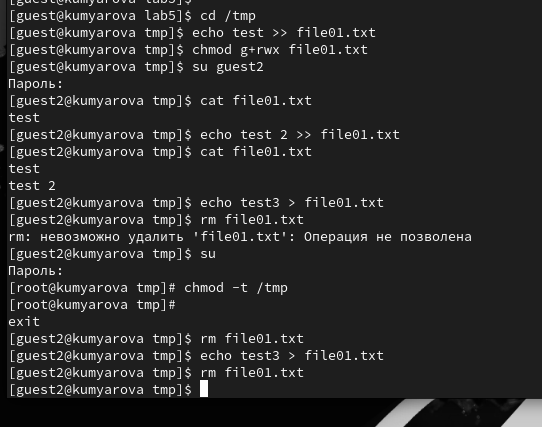 [guest@kumyarova lab5]$
[guest@kumyarova lab5]$ cd /tmp
[guest@kumyarova tmp]$ echo test >> file01.txt
[guest@kumyarova tmp]$ chmod g+rwx file01.txt
[guest@kumyarova tmp]$ su guest2
Пароль:
[guest2@kumyarova tmp]$ cat file01.txt
test
[guest2@kumyarova tmp]$ echo test 2 >> file01.txt
[guest2@kumyarova tmp]$ cat file01.txt
test
test 2
[guest2@kumyarova tmp]$ echo test3 > file01.txt
[guest2@kumyarova tmp]$ rm file01.txt
rm: невозможно удалить 'file01.txt': Операция не позволена
[guest2@kumyarova tmp]$ su
Пароль:
[root@kumyarova tmp]# chmod -t /tmp
[root@kumyarova tmp]#
exit
[guest2@kumyarova tmp]$ rm file01.txt
[guest2@kumyarova tmp]$ echo test3 > file01.txt
[guest2@kumyarova tmp]$ rm file01.txt
[guest2@kumyarova tmp]$